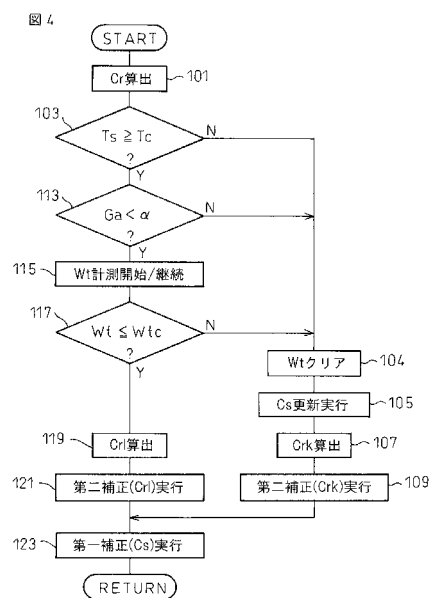 図4
START
Cr算出
101
103
Ts≧Tc
?
N
Y
113
Ga<α
?
N
Y
115
Wt計測開始/継続
117
Wt≦Wtc
?
N
Y
Wtクリア
104
Cs更新実行
105
119
Crl算出
Crk算出
107
121
第二補正(Crl)実行
第二補正(Crk)実行
109
123
第一補正(Cs)実行
RETURN